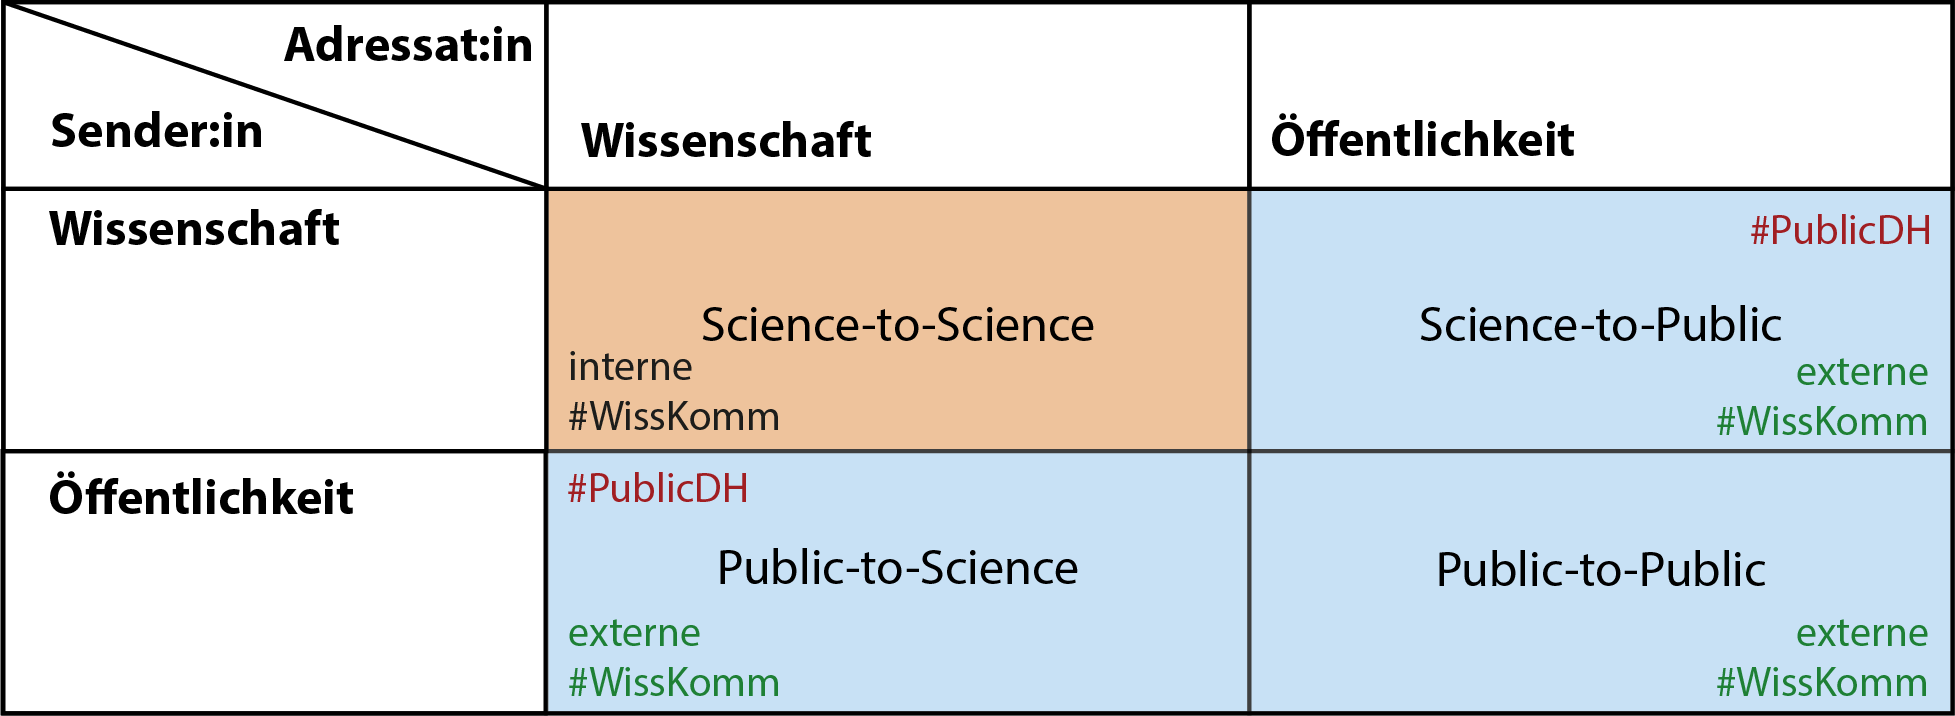 Adressat:in
Sender:in
Wissenschaft
Öffentlichkeit
Wissenschaft
#PublicDH
Science-to-Science
Science-to-Public
interne
#WissKomm
externe
#WissKomm
Öffentlichkeit
#PublicDH
Public-to-Science
Public-to-Public
externe
#WissKomm
externe
#WissKomm